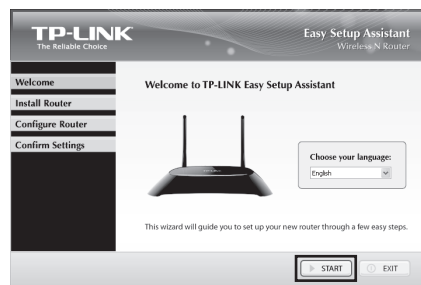 TP-LINK
The Reliable Choice
Easy Setup Assistant
Wireless N Router
Welcome
Install Router
Configure Router
Confirm Settings
Welcome to TP-LINK Easy Setup Assistant
Choose your language:
English
This wizard will guide you to set up your new router through a few easy steps.
START
EXIT